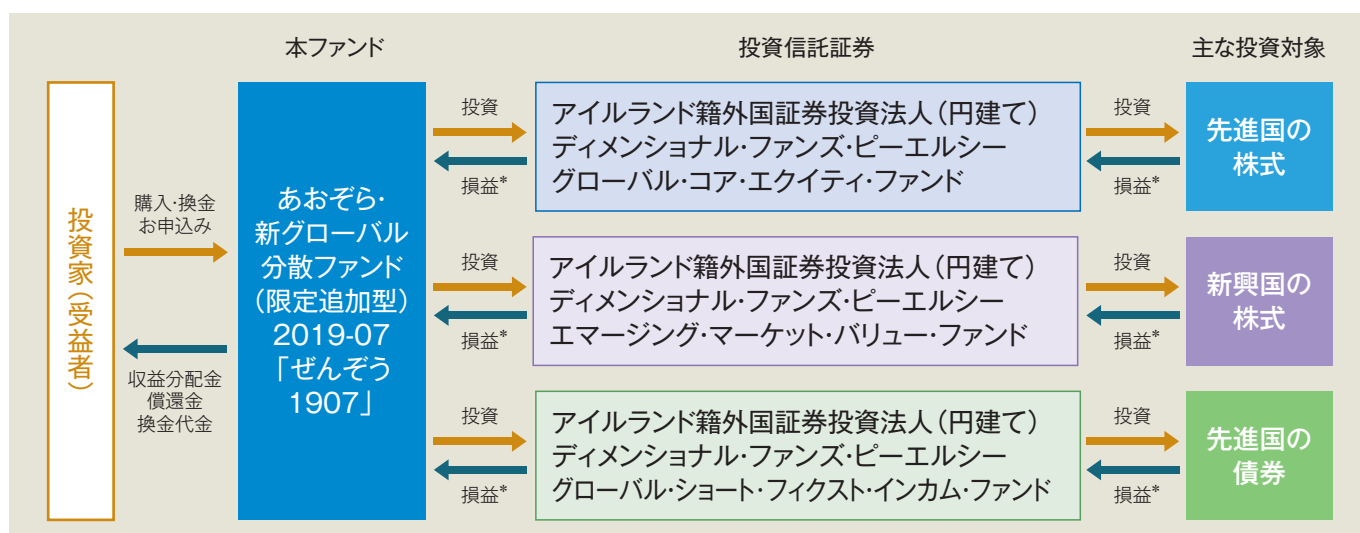 本ファンド
投資信託証券
主な投資対象
投資家（受益者）
購入・換金
お申込み
収益分配金
償還金
換金代金
あおぞら・
新グローバル
分散ファンド
（限定追加型）
2019-07
「ぜんぞう
1907」
投資
損益*
アイルランド籍外国証券投資法人（円建て）
ディメンショナル・ファンズ・ピーエルシー
グローバル・コア・エクイティ・ファンド
投資
損益*
先進国の
株式
投資
損益*
アイルランド籍外国証券投資法人（円建て）
ディメンショナル・ファンズ・ピーエルシー
エマージング・マーケット・バリュー・ファンド
投資
損益*
新興国の
株式
投資
損益*
アイルランド籍外国証券投資法人（円建て）
ディメンショナル・ファンズ・ピーエルシー
グローバル・ショート・フィクスト・インカム・ファンド
投資
損益*
先進国の
債券